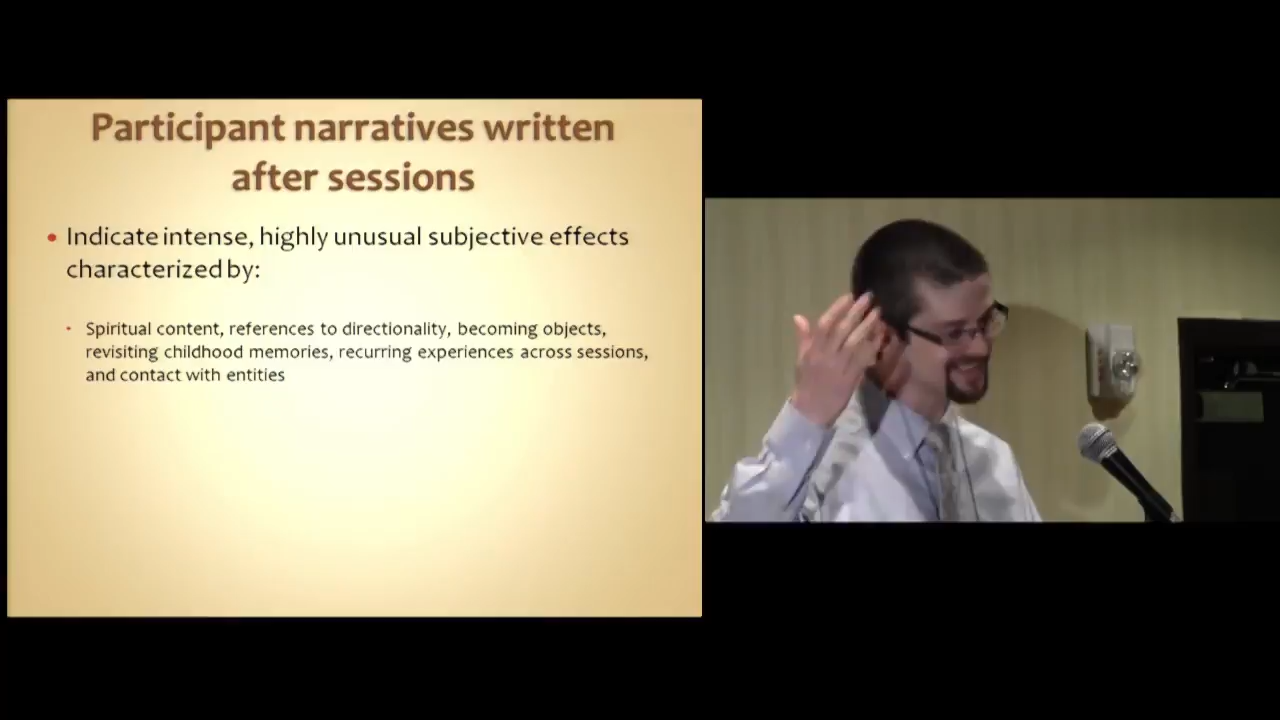 Participant narratives written
after sessions
• Indicate intense, highly unusual subjective effects
characterized by:
• Spiritual content, references to directionality, becoming objects,
revisiting childhood memories, recurring experiences across sessions,
and contact with entities